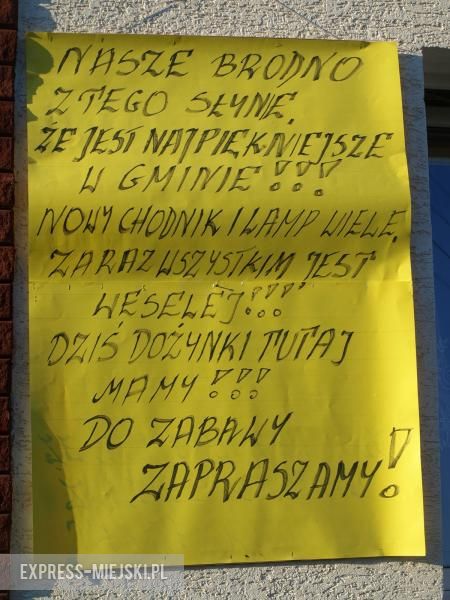 NASZE BRODNO
Z TEGO SŁYNIE,
ŻE JEST NAJPIĘKNIEJSZE
W GMINIE!!!
NOWY CHODNIK I LAMP WIELE,
ZARAZ WSZYSTKIM JEST
WESELEJ!!!
DZIŚ DOŻYNKI TUTAJ
MAMY!!!
DO ZABAWY
ZAPRASZAMY!
EXPRESS-MIEJSKI.PL